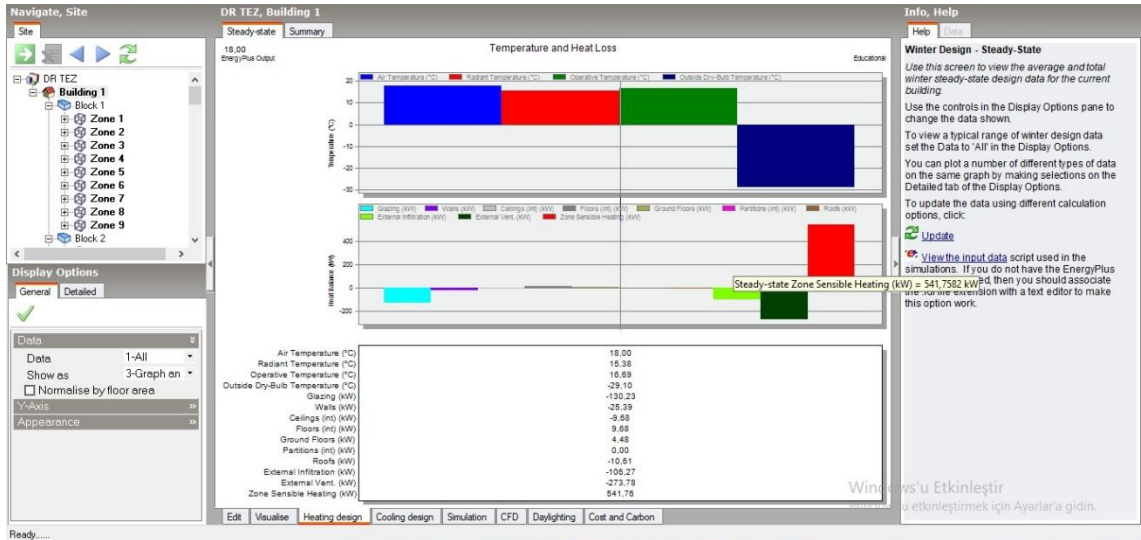 Navigate, Site
Site
DR TEZ
Building 1
Block 1
Zone 1
Zone 2
Zone 3
Zone 4
Zone 5
Zone 6
Zone 7
Zone 8
Zone 9
Block 2
Display Options
General Detailed
Data
Data 1-All
Show as 3-Graph an
Normalise by floor area
Y-Axis
Appearance
DR TEZ, Building 1
Steady-state Summary
18,00
EnergyPlus Output
Temperature and Heat Loss
Educational
Air Temperature (°C) Radiant Temperature (°C) Operative Temperature (°C) Outside Dry-Bulb Temperature (°C)
20
10
0
-10
-20
-30
Temperature (°C)
Glazing (kW) Walls (kW) Ceilings (int) (kW) Floors (int) (kW) Ground Floors (kW) Partitions (int) (kW) Roofs (kW)
External Infiltration (kW) External Vent. (kW) Zone Sensible Heating (kW)
400
200
0
-200
Heat Balance (kW)
Steady-state Zone Sensible Heating (kW) = 541,7582 kW
Air Temperature (°C) 18,00
Radiant Temperature (°C) 15,38
Operative Temperature (°C) 16,69
Outside Dry-Bulb Temperature (°C) -29,10
Glazing (kW) -130,23
Walls (kW) -25,39
Ceilings (int) (kW) -9,68
Floors (int) (kW) 9,68
Ground Floors (kW) 4,48
Partitions (int) (kW) 0,00
Roofs (kW) -10,61
External Infiltration (kW) -106,27
External Vent. (kW) -273,78
Zone Sensible Heating (kW) 541,76
Edit Visualise Heating design Cooling design Simulation CFD Daylighting Cost and Carbon
Info, Help
Help Data
Winter Design - Steady-State
Use this screen to view the average and total
winter steady-state design data for the current
building.
Use the controls in the Display Options pane to
change the data shown.
To view a typical range of winter design data
set the Data to 'All' in the Display Options.
You can plot a number of different types of data
on the same graph by making selections on the
Detailed tab of the Display Options.
To update the data using different calculation
options, click:
Update
View the input data script used in the
simulations. If you do not have the EnergyPlus
ed, then you should associate
the .idf file extension with a text editor to make
this option work.
Windows'u Etkinleştir
Windows'u etkinleştirmek için Ayarlar'a gidin.
Ready.....